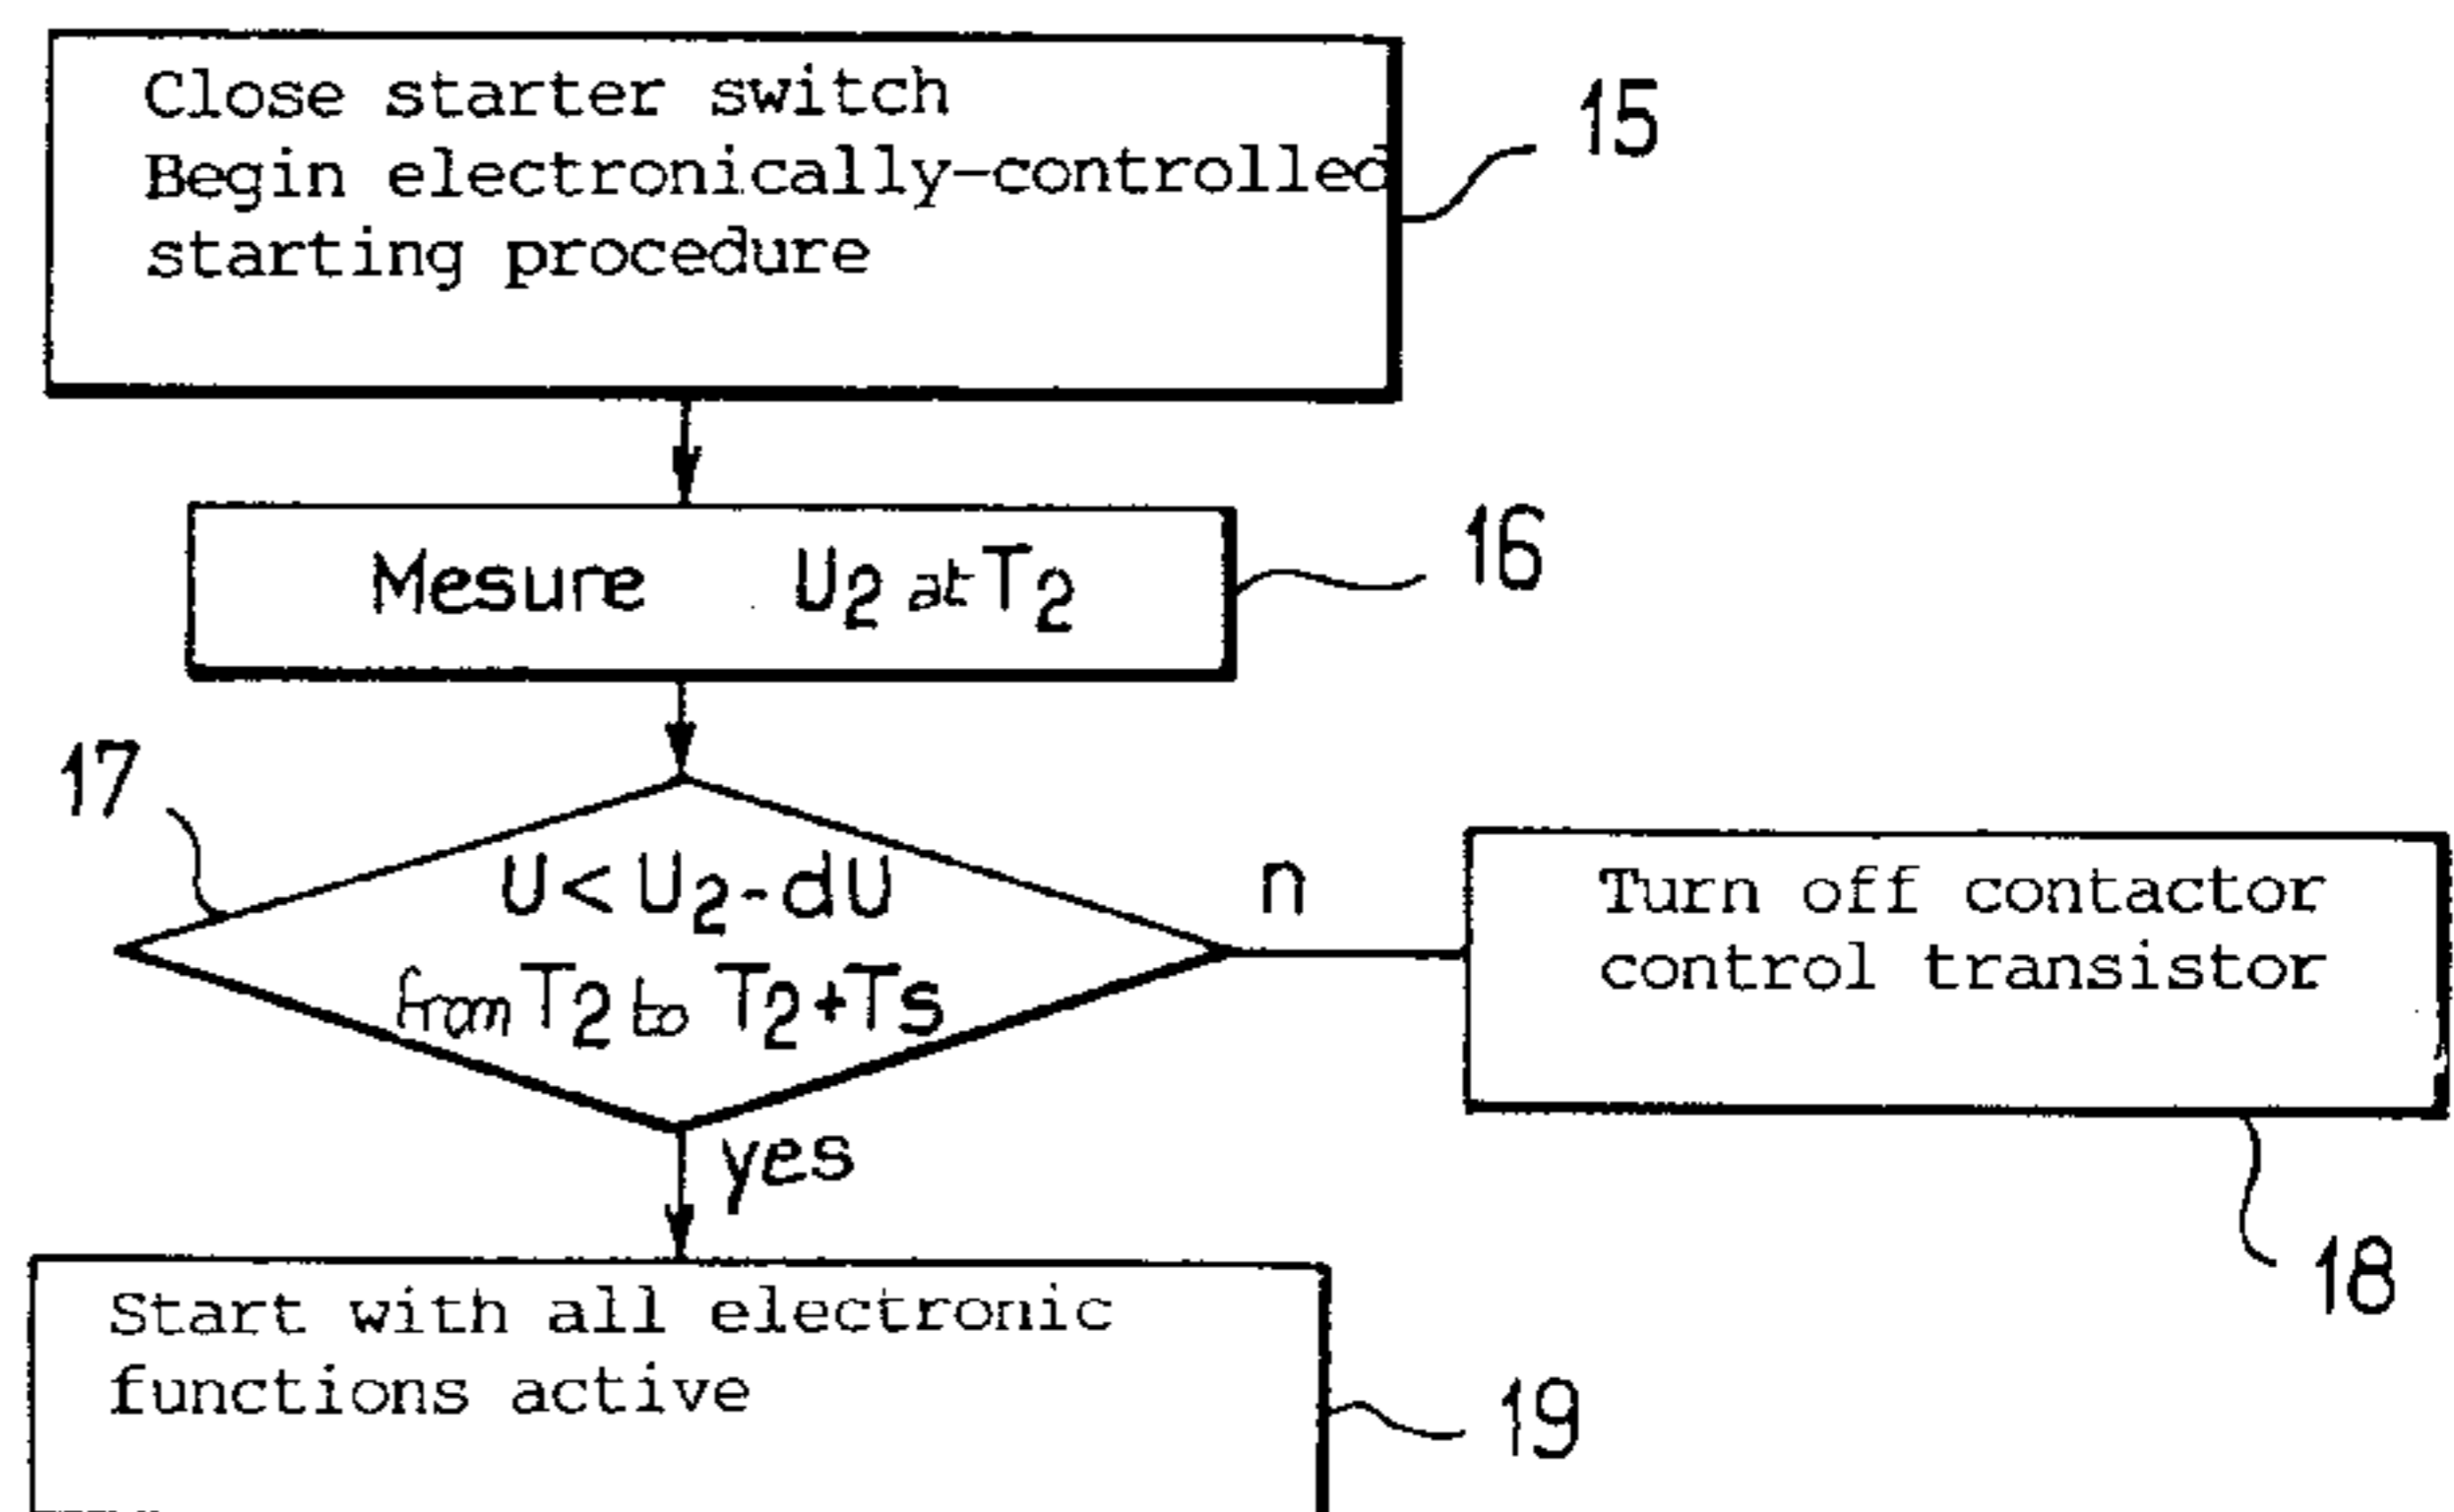 Close starter switch
Begin electronically-controlled
starting procedure
15
Mesure U2 at T2
16
17
U < U2 - dU
from T2 to T2 + Ts
n
Turn off contactor
control transistor
18
yes
Start with all electronic
functions active
19